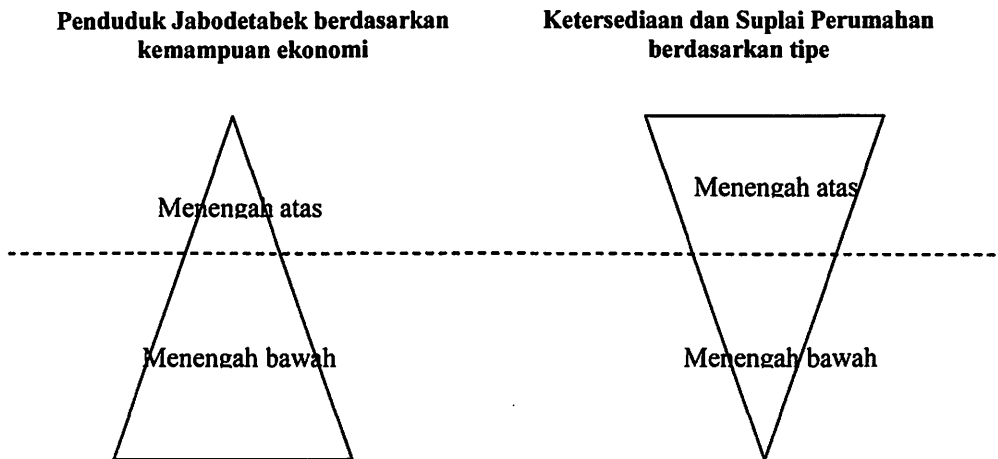 Penduduk Jabodetabek berdasarkan
kemampuan ekonomi
Ketersediaan dan Suplai Perumahan
berdasarkan tipe
Menengah atas
Menengah atas
Menengah bawah
Menengah bawah